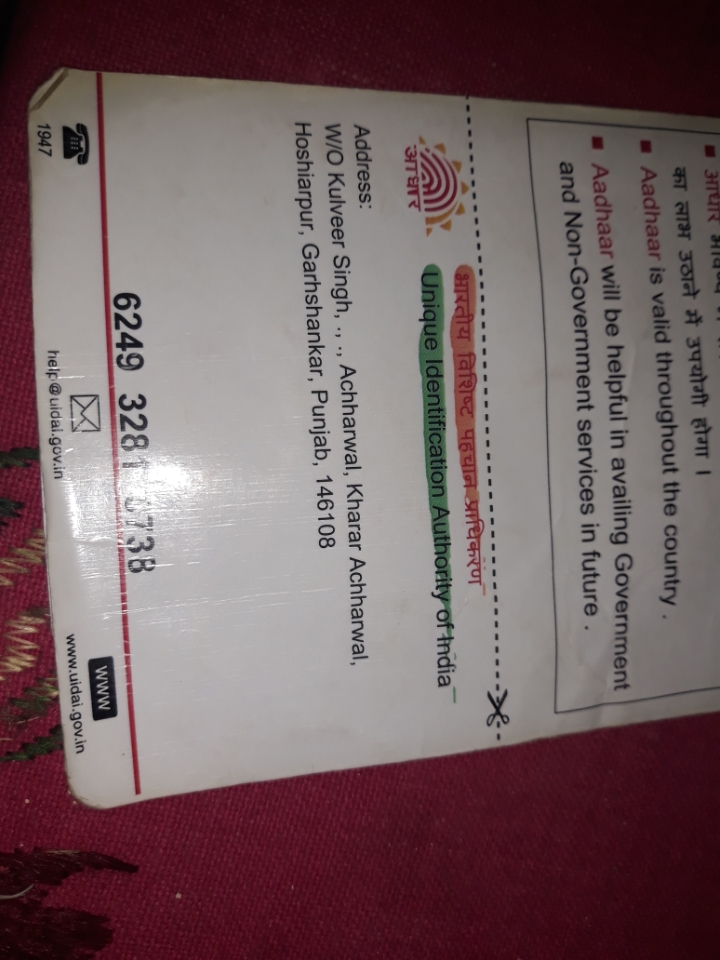 ■ आधार
का लाभ उठाने में उपयोगी होगा ।
■ Aadhaar is valid throughout the country .
■ Aadhaar will be helpful in availing Government
and Non-Government services in future .
भारतीय विशिष्ट पहचान प्राधिकरण
Unique Identification Authority of India
आधार
Address:
W/O Kulveer Singh, ., ., Achharwal, Kharar Achharwal,
Hoshiarpur, Garhshankar, Punjab, 146108
6249
1947
help@uidai.gov.in
www
www.uidai.gov.in